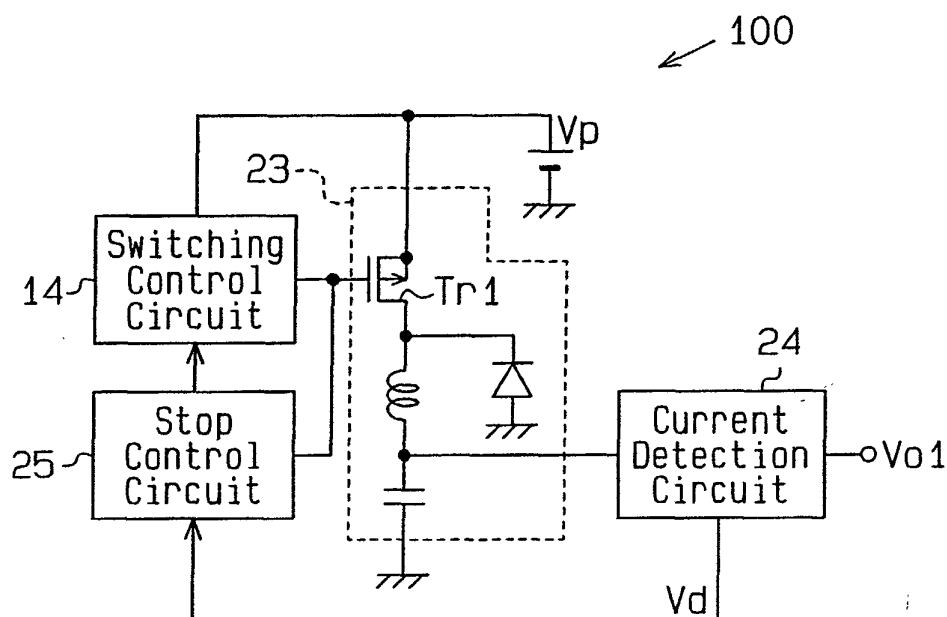 100
Vp
23
Switching
Control
Circuit
14
Tr1
24
Stop
Control
Circuit
25
Current
Detection
Circuit
Vo1
Vd